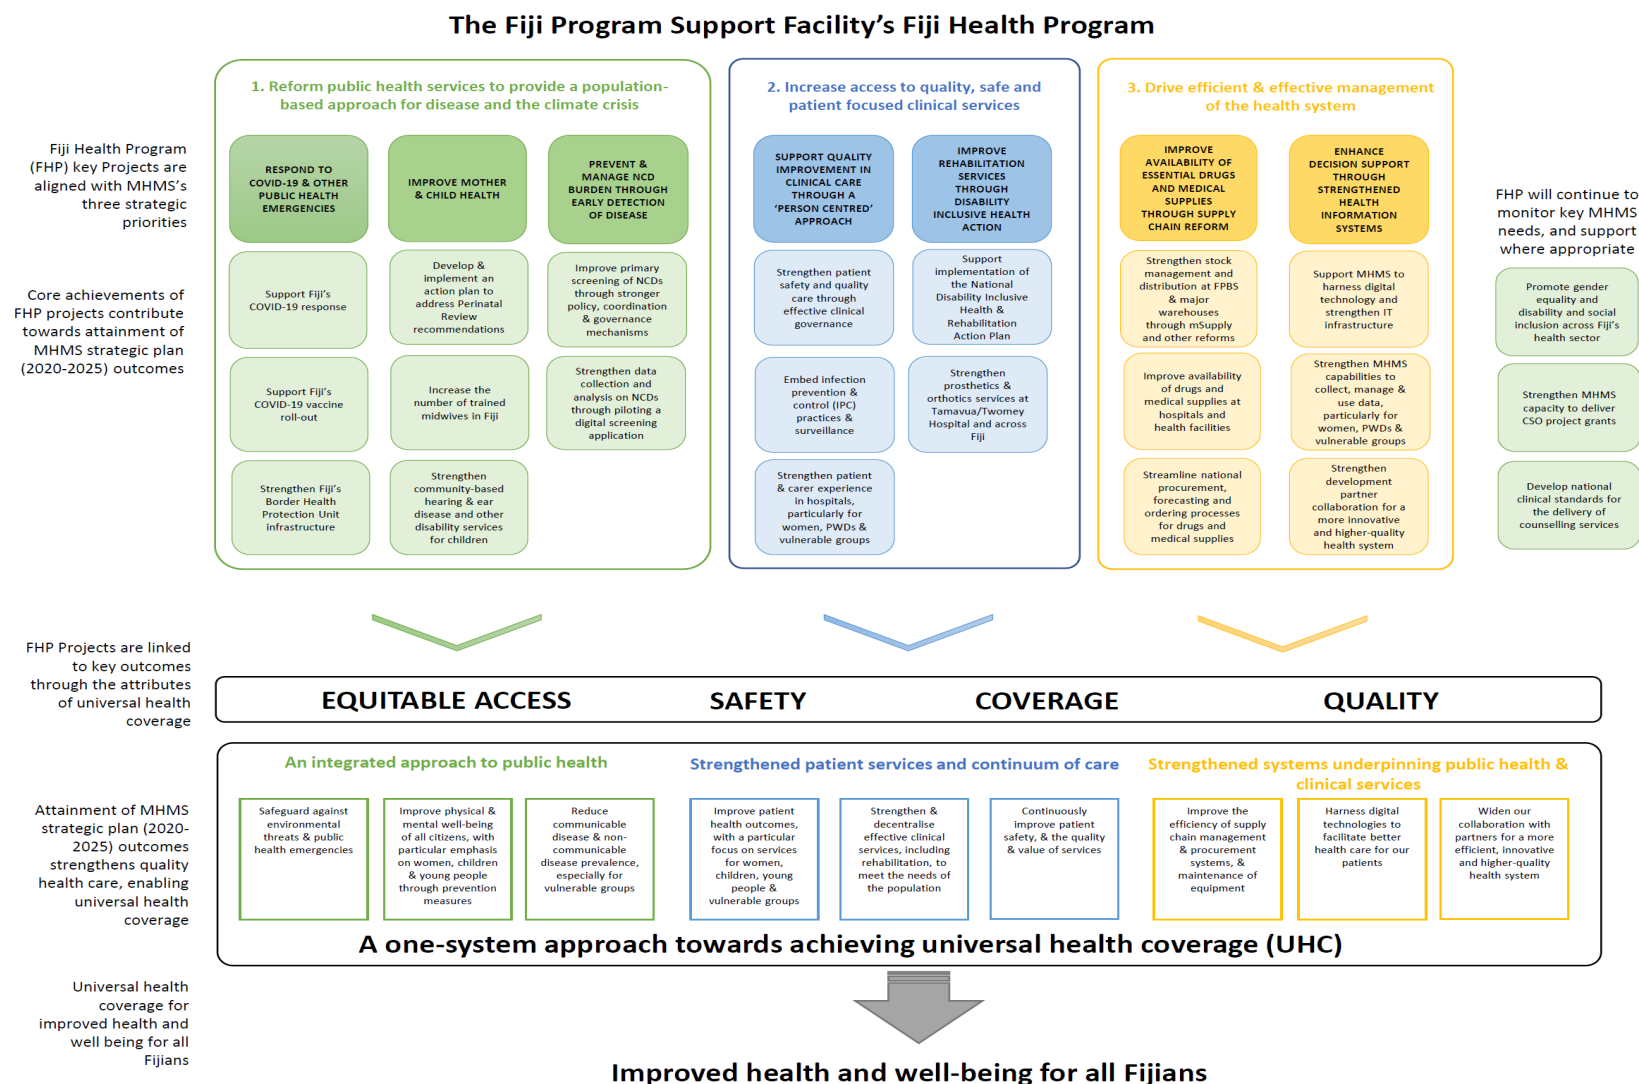 The Fiji Program Support Facility's Fiji Health Program
Fiji Health Program
(FHP) key Projects are
aligned with MHMS's
three strategic
priorities
1. Reform public health services to provide a population-
based approach for disease and the climate crisis
RESPOND TO
COVID-19 & OTHER
PUBLIC HEALTH
EMERGENCIES
IMPROVE MOTHER
& CHILD HEALTH
PREVENT &
MANAGE NCD
BURDEN THROUGH
EARLY DETECTION
OF DISEASE
2. Increase access to quality, safe and
patient focused clinical services
SUPPORT QUALITY
IMPROVEMENT IN
CLINICAL CARE
THROUGH A
'PERSON CENTRED'
APPROACH
IMPROVE
REHABILITATION
SERVICES
THROUGH
DISABILITY
INCLUSIVE HEALTH
ACTION
3. Drive efficient & effective management
of the health system
IMPROVE
AVAILABILITY OF
ESSENTIAL DRUGS
AND MEDICAL
SUPPLIES
THROUGH SUPPLY
CHAIN REFORM
ENHANCE
DECISION SUPPORT
THROUGH
STRENGTHENED
HEALTH
INFORMATION
SYSTEMS
FHP will continue to
monitor key MHMS
needs, and support
where appropriate
Core achievements of
FHP projects contribute
towards attainment of
MHMS strategic plan
(2020-2025) outcomes
Support Fiji's
COVID-19 response
Develop &
implement an
action plan to
address Perinatal
Review
recommendations
Improve primary
screening of NCDs
through stronger
policy, coordination
& governance
mechanisms
Strengthen patient
safety and quality
care through
effective clinical
governance
Support
implementation of
the National
Disability Inclusive
Health &
Rehabilitation
Action Plan
Strengthen stock
management and
distribution at FPBS
& major
warehouses
through mSupply
and other reforms
Support MHMS to
harness digital
technology and
strengthen IT
infrastructure
Promote gender
equality and
disability and social
inclusion across Fiji's
health sector
Support Fiji's
COVID-19 vaccine
roll-out
Increase the
number of trained
midwives in Fiji
Strengthen data
collection and
analysis on NCDs
through piloting a
digital screening
application
Embed infection
prevention &
control (IPC)
practices &
surveillance
Strengthen
prosthetics &
orthotics services at
Tamavua/Twomey
Hospital and across
Fiji
Improve availability
of drugs and
medical supplies at
hospitals and
health facilities
Strengthen MHMS
capabilities to
collect, manage &
use data,
particularly for
women, PWDs &
vulnerable groups
Strengthen MHMS
capacity to deliver
CSO project grants
Strengthen Fiji's
Border Health
Protection Unit
infrastructure
Strengthen
community-based
hearing & ear
disease and other
disability services
for children
Strengthen patient
& carer experience
in hospitals,
particularly for
women, PWDs &
vulnerable groups
Streamline national
procurement,
forecasting and
ordering processes
for drugs and
medical supplies
Strengthen
development
partner
collaboration for a
more innovative
and higher-quality
health system
Develop national
clinical standards for
the delivery of
counselling services
FHP Projects are linked
to key outcomes
through the attributes
of universal health
coverage
EQUITABLE ACCESS
SAFETY
COVERAGE
QUALITY
Attainment of MHMS
strategic plan (2020-
2025) outcomes
strengthens quality
health care, enabling
universal health
coverage
An integrated approach to public health
Safeguard against
environmental
threats & public
health emergencies
Improve physical &
mental well-being
of all citizens, with
particular emphasis
on women, children
& young people
through prevention
measures
Reduce
communicable
disease & non-
communicable
disease prevalence,
especially for
vulnerable groups
Strengthened patient services and continuum of care
Improve patient
health outcomes,
with a particular
focus on services
for women,
children, young
people &
vulnerable groups
Strengthen &
decentralise
effective clinical
services, including
rehabilitation, to
meet the needs of
the population
Continuously
improve patient
safety, & the quality
& value of services
Strengthened systems underpinning public health &
clinical services
Improve the
efficiency of supply
chain management
& procurement
systems, &
maintenance of
equipment
Harness digital
technologies to
facilitate better
health care for our
patients
Widen our
collaboration with
partners for a more
efficient, innovative
and higher-quality
health system
A one-system approach towards achieving universal health coverage (UHC)
Universal health
coverage for
improved health and
well being for all
Fijians
Improved health and well-being for all Fijians